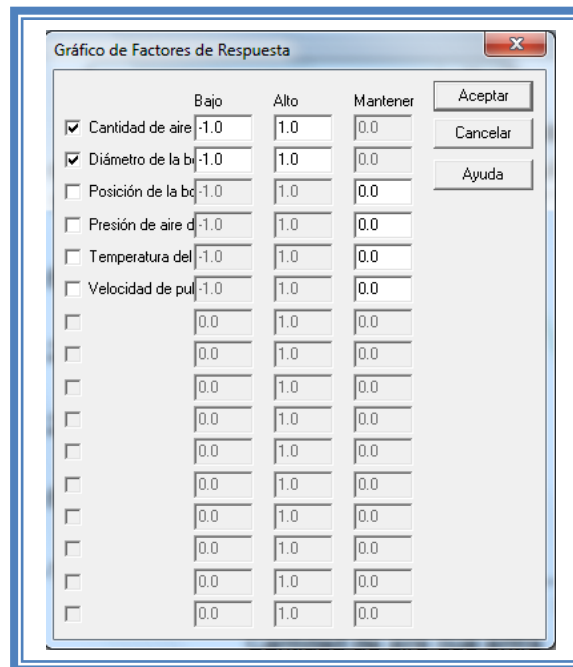 Gráfico de Factores de Respuesta
Bajo Alto Mantener
Aceptar
Cantidad de aire -1.0 1.0 0.0
Cancelar
Diámetro de la -1.0 1.0 0.0
Ayuda
Posición de la -1.0 1.0 0.0
Presión de aire d -1.0 1.0 0.0
Temperatura del -1.0 1.0 0.0
Velocidad de pul -1.0 1.0 0.0
0.0 1.0 0.0
0.0 1.0 0.0
0.0 1.0 0.0
0.0 1.0 0.0
0.0 1.0 0.0
0.0 1.0 0.0
0.0 1.0 0.0
0.0 1.0 0.0
0.0 1.0 0.0
0.0 1.0 0.0